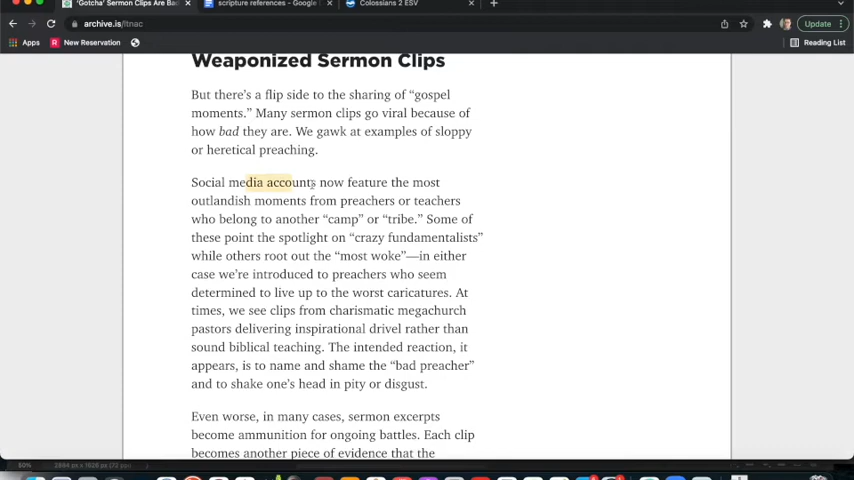 'Gotcha' Sermon Clips Are Bad
scripture references - Google
Colossians 2 ESV
archive.is/ltnac
Update
Apps
New Reservation
Reading List
Weaponized Sermon Clips
But there’s a flip side to the sharing of “gospel
moments.” Many sermon clips go viral because of
how bad they are. We gawk at examples of sloppy
or heretical preaching.
Social media accounts now feature the most
outlandish moments from preachers or teachers
who belong to another “camp” or “tribe.” Some of
these point the spotlight on “crazy fundamentalists”
while others root out the “most woke”—in either
case we’re introduced to preachers who seem
determined to live up to the worst caricatures. At
times, we see clips from charismatic megachurch
pastors delivering inspirational drivel rather than
sound biblical teaching. The intended reaction, it
appears, is to name and shame the “bad preacher”
and to shake one’s head in pity or disgust.
Even worse, in many cases, sermon excerpts
become ammunition for ongoing battles. Each clip
becomes another piece of evidence that the